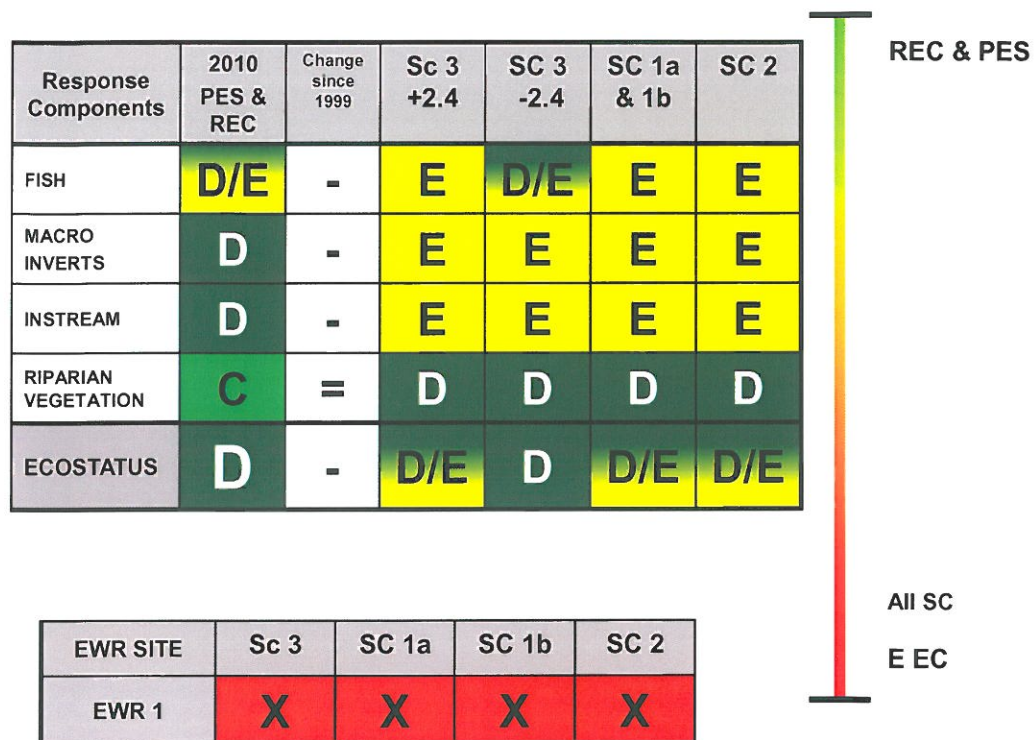 Response Components 2010 PES & REC Change since 1999 Sc 3 +2.4 SC 3 -2.4 SC 1a & 1b SC 2
FISH D/E - E D/E E E
MACRO INVERTS D - E E E E
INSTREAM D - E E E E
RIPARIAN VEGETATION C = D D D D
ECOSTATUS D - D/E D D/E D/E
REC & PES
All SC
E EC
EWR SITE Sc 3 SC 1a SC 1b SC 2
EWR 1 X X X X